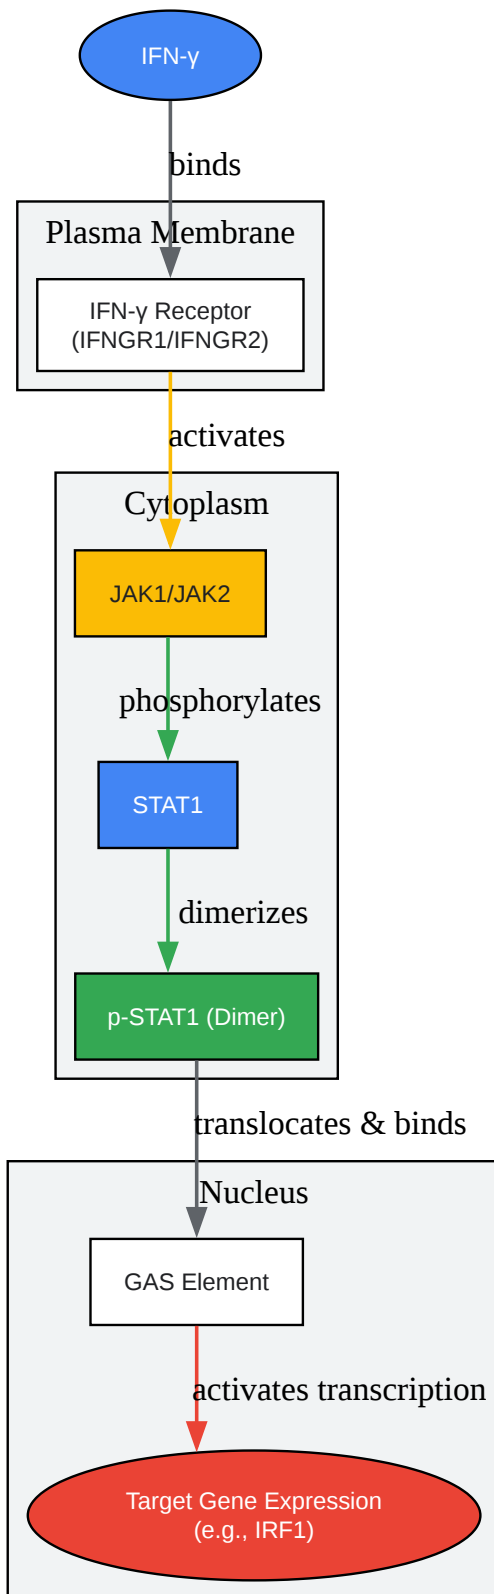 IFN-γ
binds
Plasma Membrane
IFN-γ Receptor
(IFNGR1/IFNGR2)
activates
Cytoplasm
JAK1/JAK2
phosphorylates
STAT1
dimerizes
p-STAT1 (Dimer)
translocates & binds
Nucleus
GAS Element
activates transcription
Target Gene Expression
(e.g., IRF1)